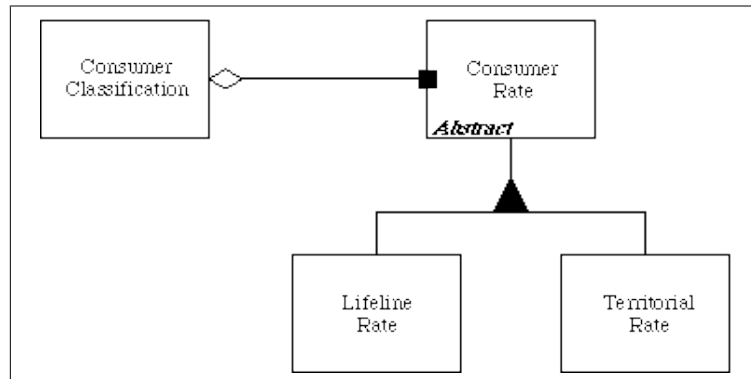 Consumer
Classification
Consumer
Rate
Abstract
Lifeline
Rate
Territorial
Rate